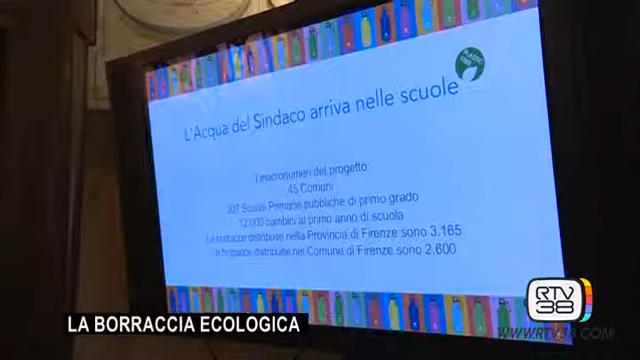 PLASTIC FREE
L'Acqua del Sindaco arriva nelle scuole
I macronumeri del progetto:
45 Comuni
Scuole Primarie pubbliche di primo grado
12.000 bambini al primo anno di scuola
Le borracce distribuite nella Provincia di Firenze sono 3.165
Le borracce distribuite nel Comune di Firenze sono 2.600
RTV
38
LA BORRACCIA ECOLOGICA
WWW.RTV38.COM